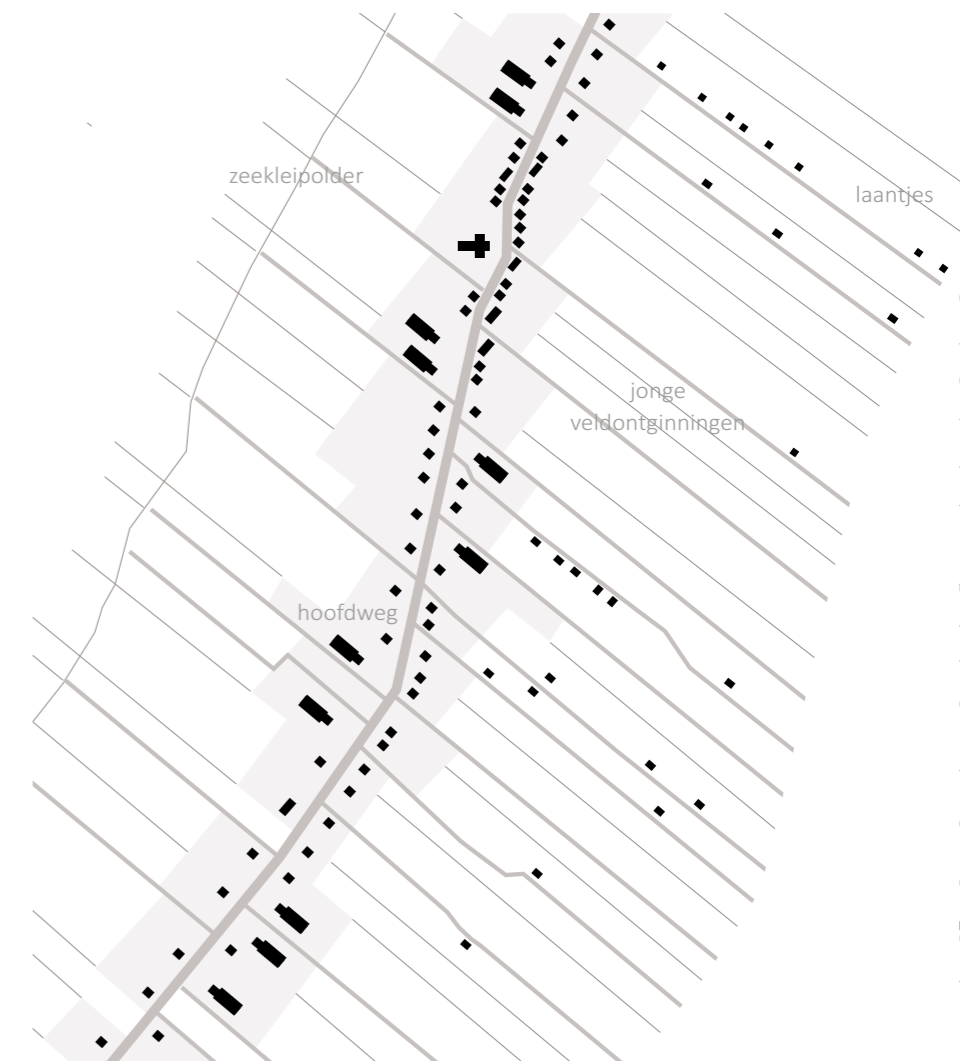 zeekleipolder
laantjes
jonge
veldontginningen
hoofdweg